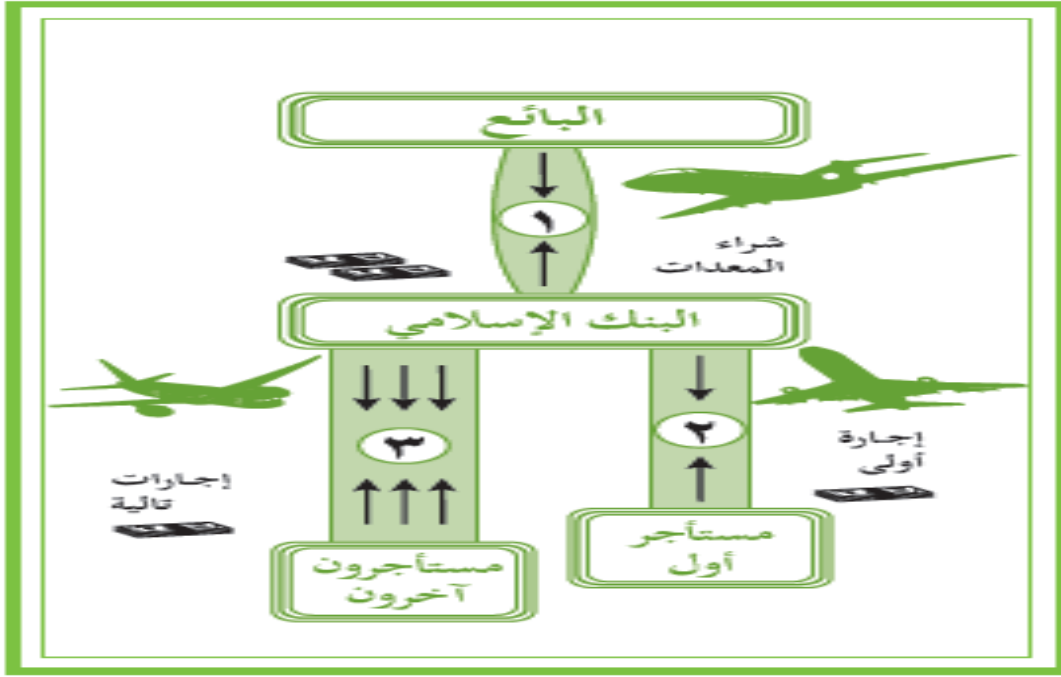 البائع
١
شراء
المعدات
البنك الإسلامي
٢
إجارة
أولى
٣
إجارات
تالية
مستأجر
أول
مستأجرون
آخرون